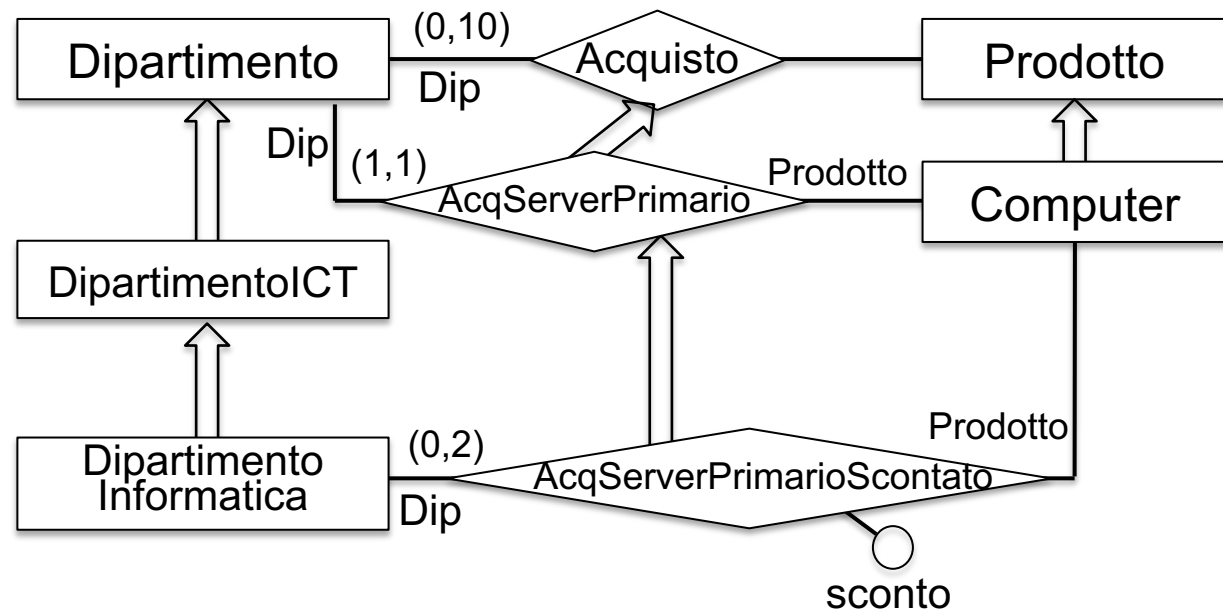 (0,10)
Dipartimento
Acquisto
Prodotto
Dip
Dip
(1,1)
Prodotto
AcqServerPrimario
Computer
DipartimentoICT
Prodotto
(0,2)
Dipartimento
Informatica
AcqServerPrimarioScontato
Dip
sconto